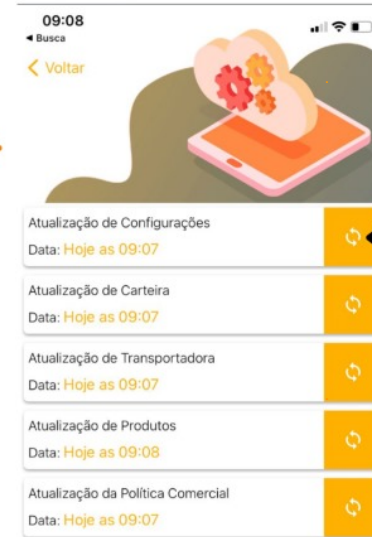 09:08
Busca
Voltar
Atualização de Configurações
Data: Hoje as 09:07
Atualização de Carteira
Data: Hoje as 09:07
Atualização de Transportadora
Data: Hoje as 09:07
Atualização de Produtos
Data: Hoje as 09:08
Atualização da Política Comercial
Data: Hoje as 09:07